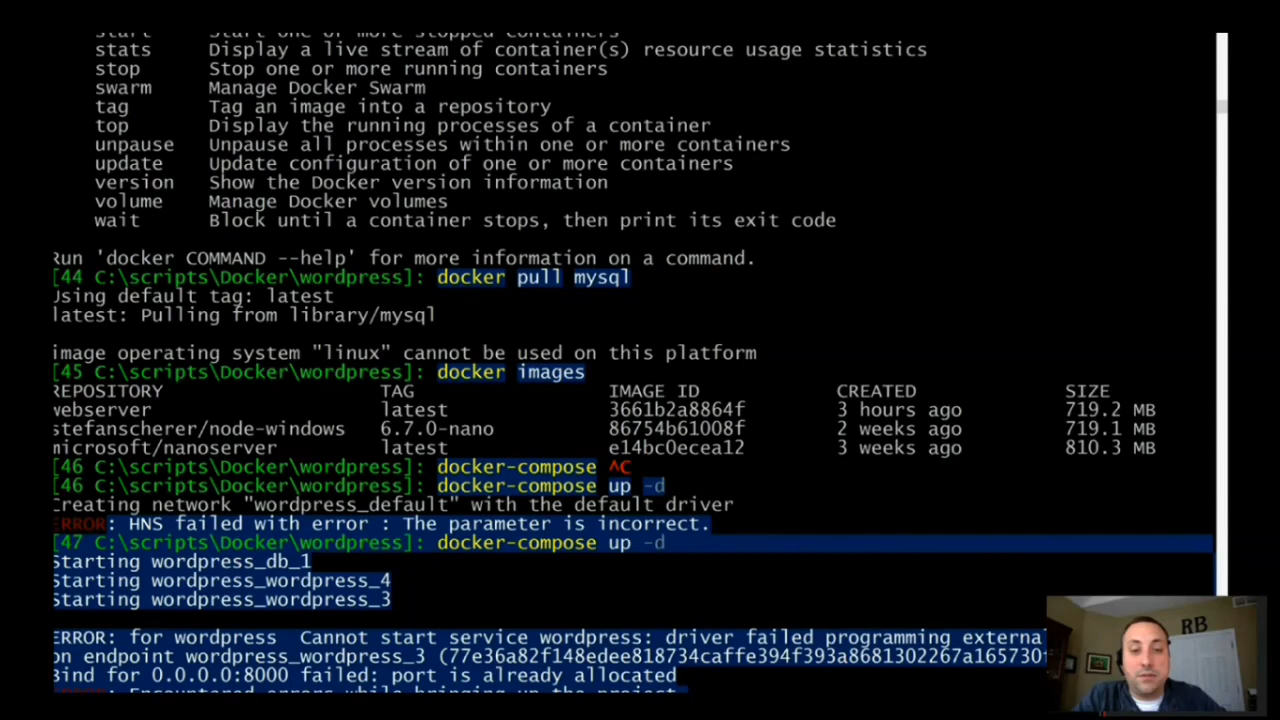 start Start one or more stopped containers
stats Display a live stream of container(s) resource usage statistics
stop Stop one or more running containers
swarm Manage Docker Swarm
tag Tag an image into a repository
top Display the running processes of a container
unpause Unpause all processes within one or more containers
update Update configuration of one or more containers
version Show the Docker version information
volume Manage Docker volumes
wait Block until a container stops, then print its exit code
Run 'docker COMMAND --help' for more information on a command.
[44 C:\scripts\Docker\wordpress]: docker pull mysql
Using default tag: latest
latest: Pulling from library/mysql
image operating system "linux" cannot be used on this platform
[45 C:\scripts\Docker\wordpress]: docker images
REPOSITORY TAG IMAGE ID CREATED SIZE
webserver latest 3661b2a8864f 3 hours ago 719.2 MB
stefanscherer/node-windows 6.7.0-nano 86754b61008f 2 weeks ago 719.1 MB
microsoft/nanoserver latest e14bc0ecea12 3 weeks ago 810.3 MB
[46 C:\scripts\Docker\wordpress]: docker-compose ^C
[46 C:\scripts\Docker\wordpress]: docker-compose up -d
Creating network "wordpress_default" with the default driver
ERROR: HNS failed with error : The parameter is incorrect.
[47 C:\scripts\Docker\wordpress]: docker-compose up -d
Starting wordpress_db_1
Starting wordpress_wordpress_4
Starting wordpress_wordpress_3
ERROR: for wordpress Cannot start service wordpress: driver failed programming external
on endpoint wordpress_wordpress_3 (77e36a82f148edee818734caffe394f393a8681302267a165730f
Bind for 0.0.0.0:8000 failed: port is already allocated
ERROR: Encountered errors while bringing up the project.
RB